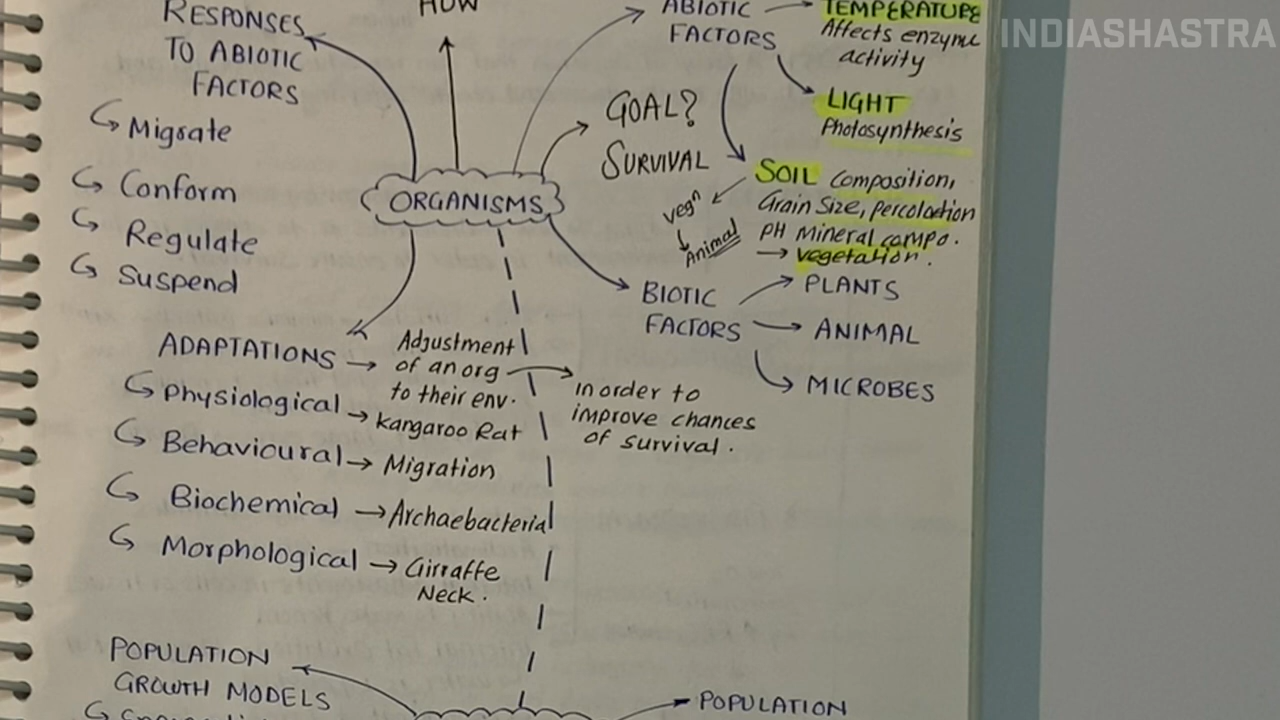 INDIASHASTRA
RESPONSES
TO ABIOTIC
FACTORS
Migrate
Conform
Regulate
Suspend
HOW
ORGANISMS
GOAL?
SURVIVAL
ABIOTIC
FACTORS
TEMPERATURE
Affects enzyme
activity
LIGHT
Photosynthesis
SOIL composition,
Grain Size, percolation
PH Mineral compo.
→ vegetation.
vegn
Animal
BIOTIC
FACTORS
PLANTS
ANIMAL
MICROBES
ADAPTATIONS → Adjustment
of an org
to their env.
in order to
improve chances
of survival.
Physiological → Kangaroo Rat
Behavioural → Migration
Biochemical → Archaebacteria
Morphological → Girraffe
Neck.
POPULATION
GROWTH MODELS
POPULATION